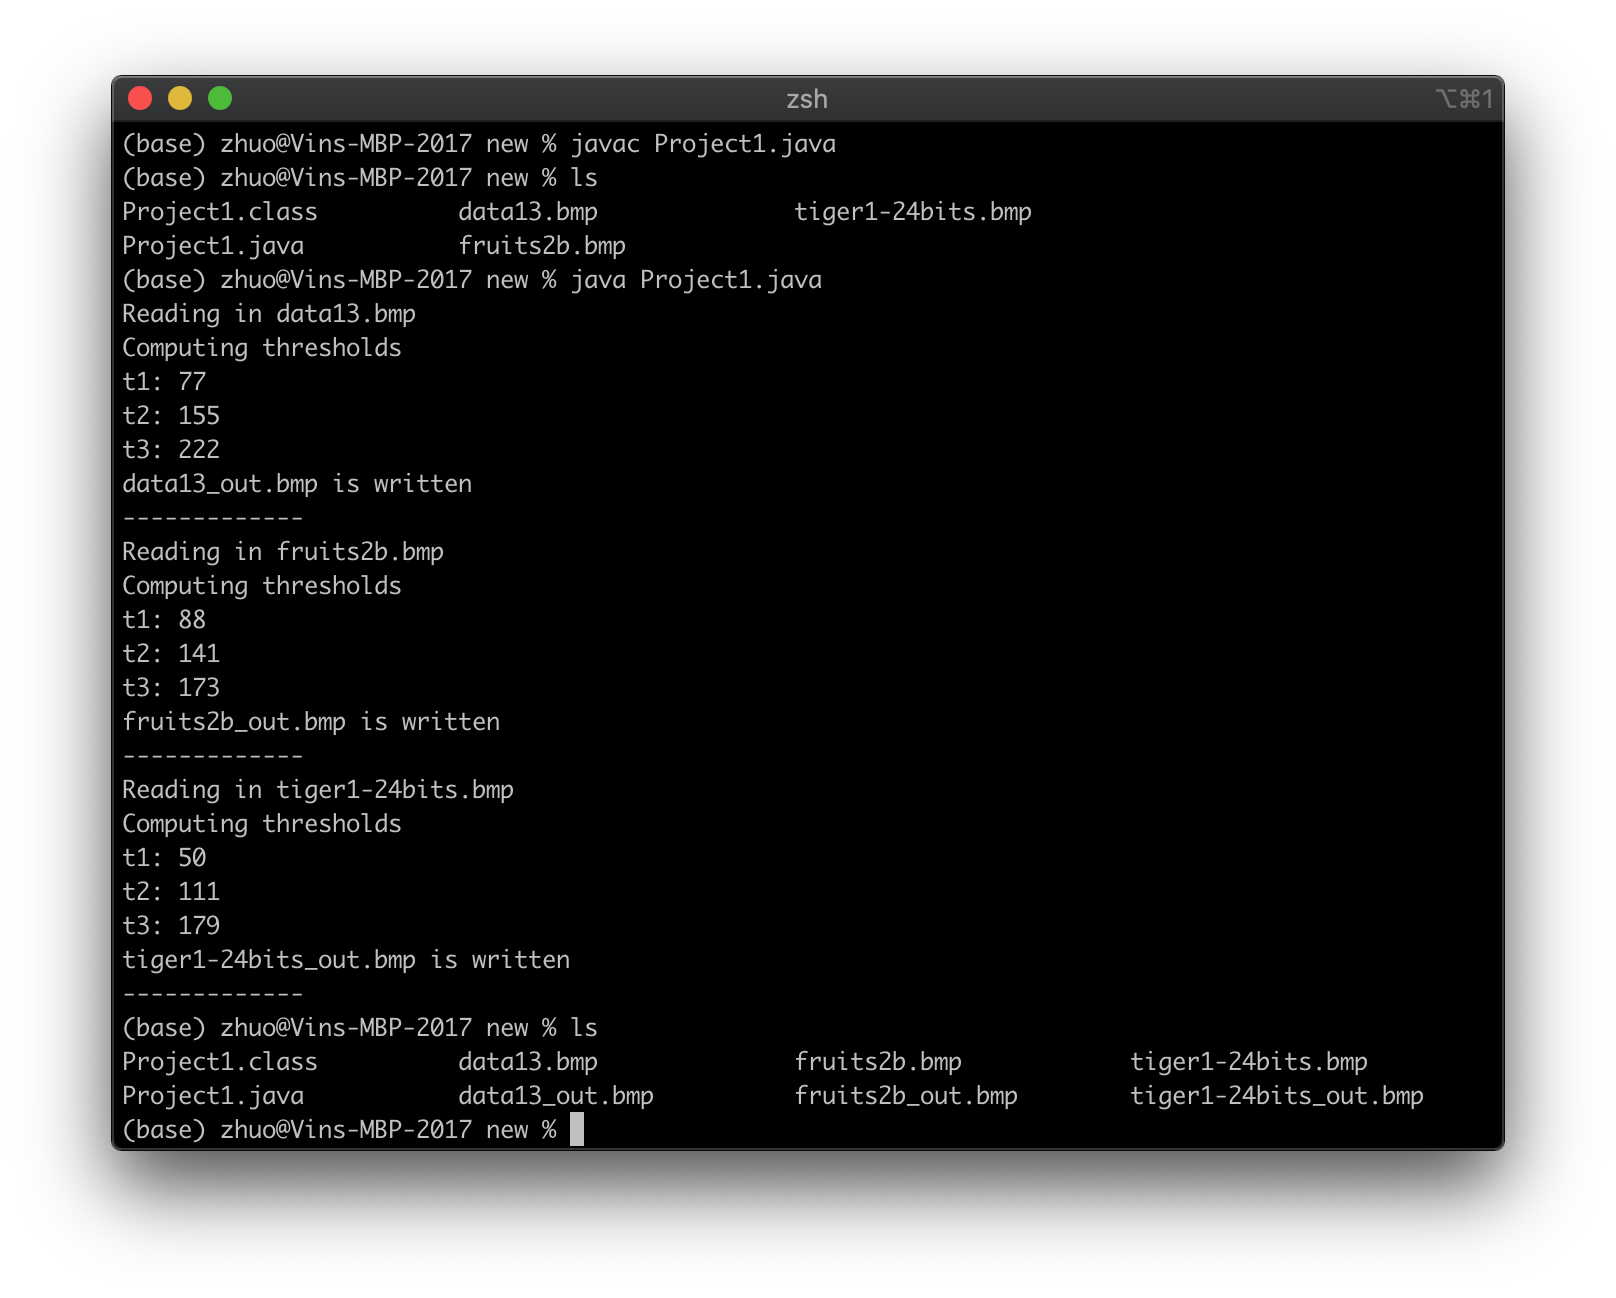 zsh
⌥⌘1
(base) zhuo@Vins-MBP-2017 new % javac Project1.java
(base) zhuo@Vins-MBP-2017 new % ls
Project1.class data13.bmp tiger1-24bits.bmp
Project1.java fruits2b.bmp
(base) zhuo@Vins-MBP-2017 new % java Project1.java
Reading in data13.bmp
Computing thresholds
t1: 77
t2: 155
t3: 222
data13_out.bmp is written
-------------
Reading in fruits2b.bmp
Computing thresholds
t1: 88
t2: 141
t3: 173
fruits2b_out.bmp is written
-------------
Reading in tiger1-24bits.bmp
Computing thresholds
t1: 50
t2: 111
t3: 179
tiger1-24bits_out.bmp is written
-------------
(base) zhuo@Vins-MBP-2017 new % ls
Project1.class data13.bmp fruits2b.bmp tiger1-24bits.bmp
Project1.java data13_out.bmp fruits2b_out.bmp tiger1-24bits_out.bmp
(base) zhuo@Vins-MBP-2017 new %